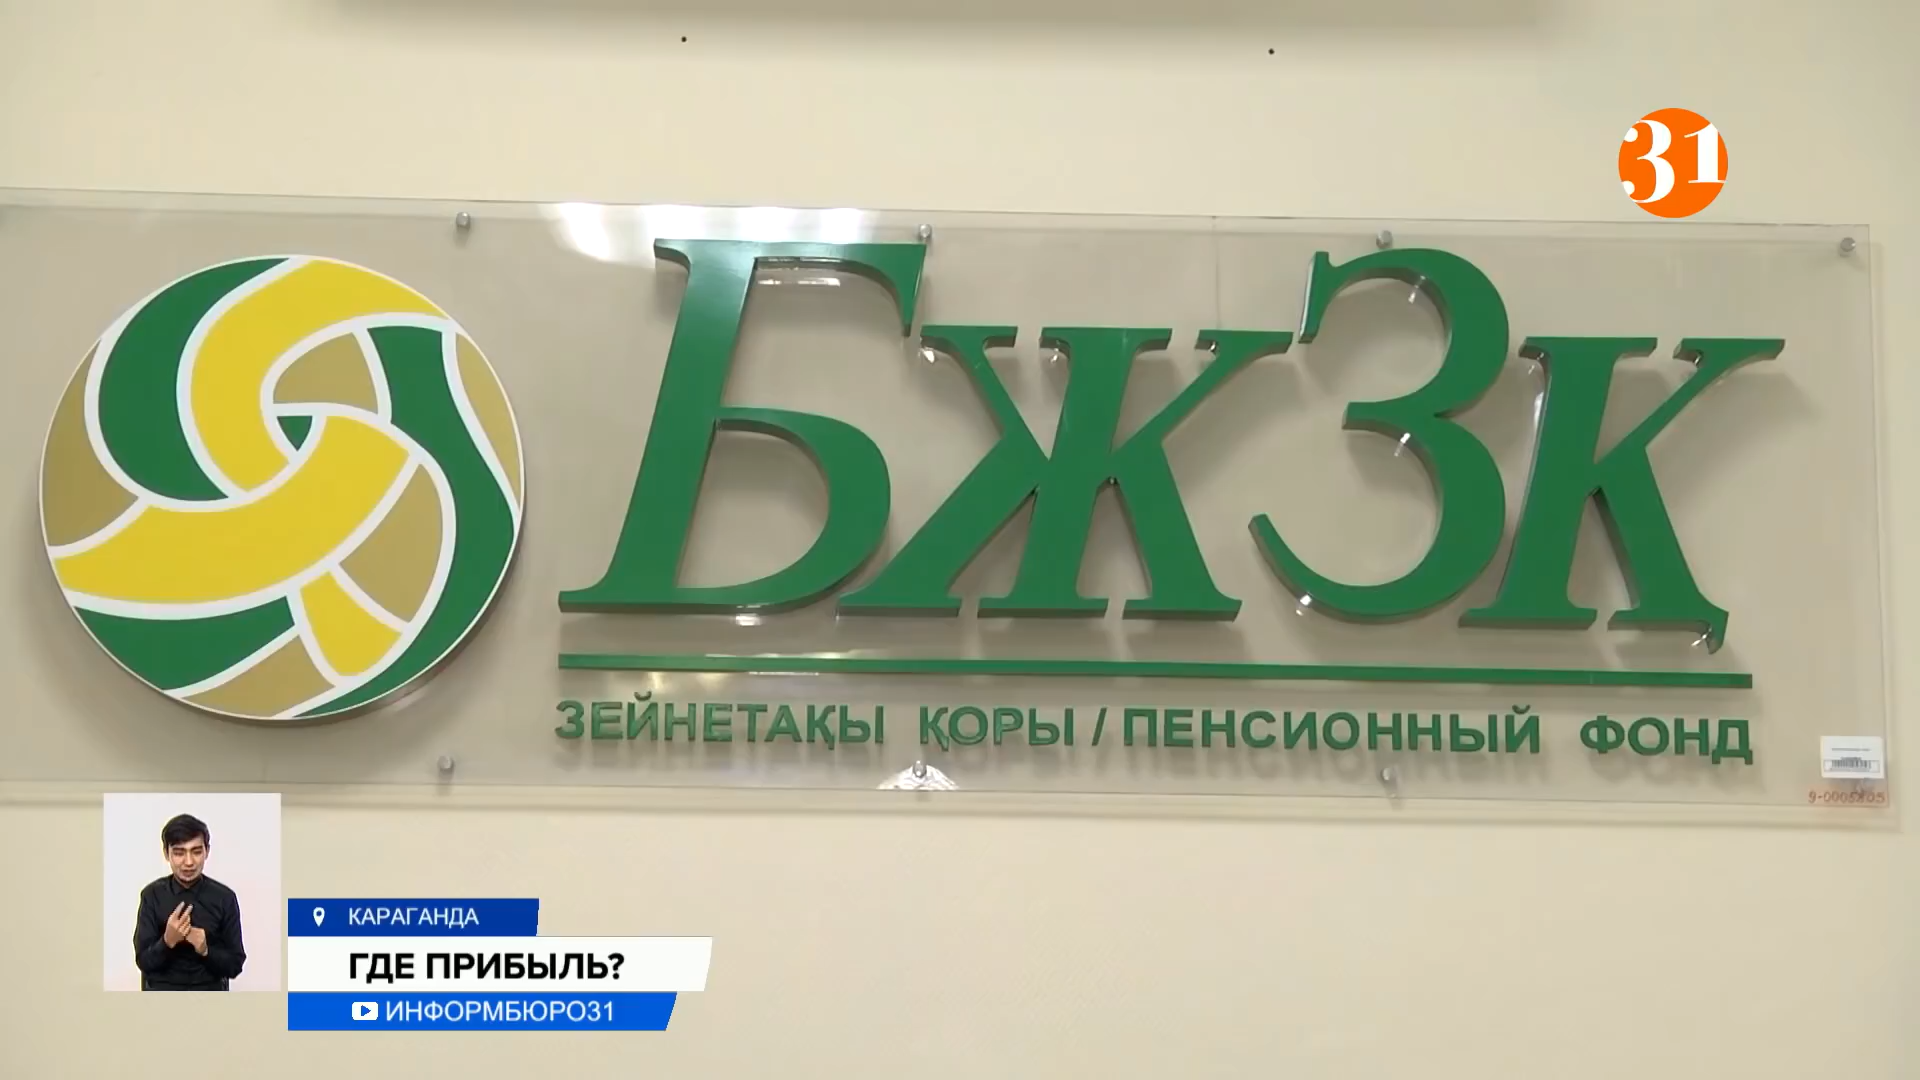 31
БЖЗҚ
ЗЕЙНЕТАҚЫ ҚОРЫ / ПЕНСИОННЫЙ ФОНД
КАРАГАНДА
ГДЕ ПРИБЫЛЬ?
ИНФОРМБЮРО31